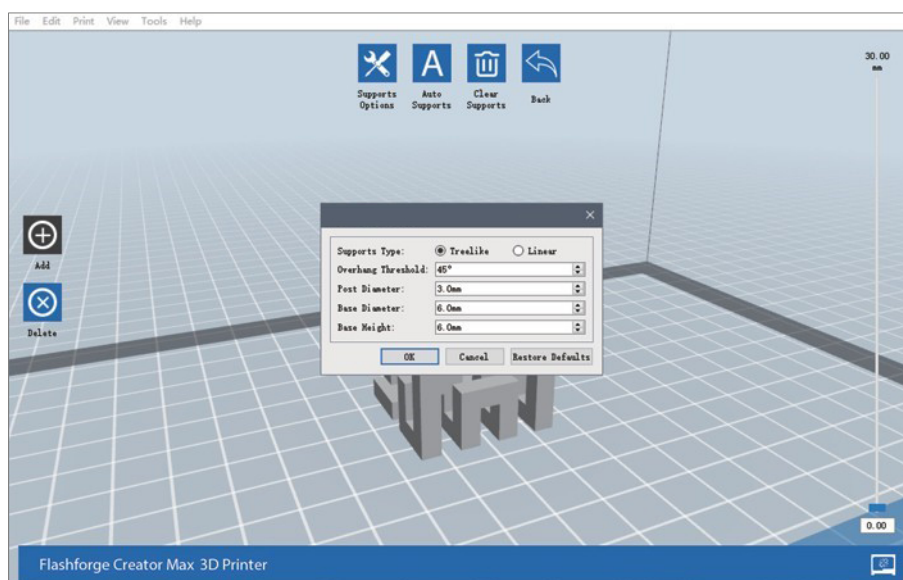 File Edit Print View Tools Help
30.00
mm
Supports
Options
A
Auto
Supports
Clear
Supports
Back
Add
Delete
Supports Type: Treelike Linear
Overhang Threshold: 45°
Post Diameter: 3.0mm
Base Diameter: 6.0mm
Base Height: 6.0mm
OK Cancel Restore Defaults
0.00
Flashforge Creator Max 3D Printer